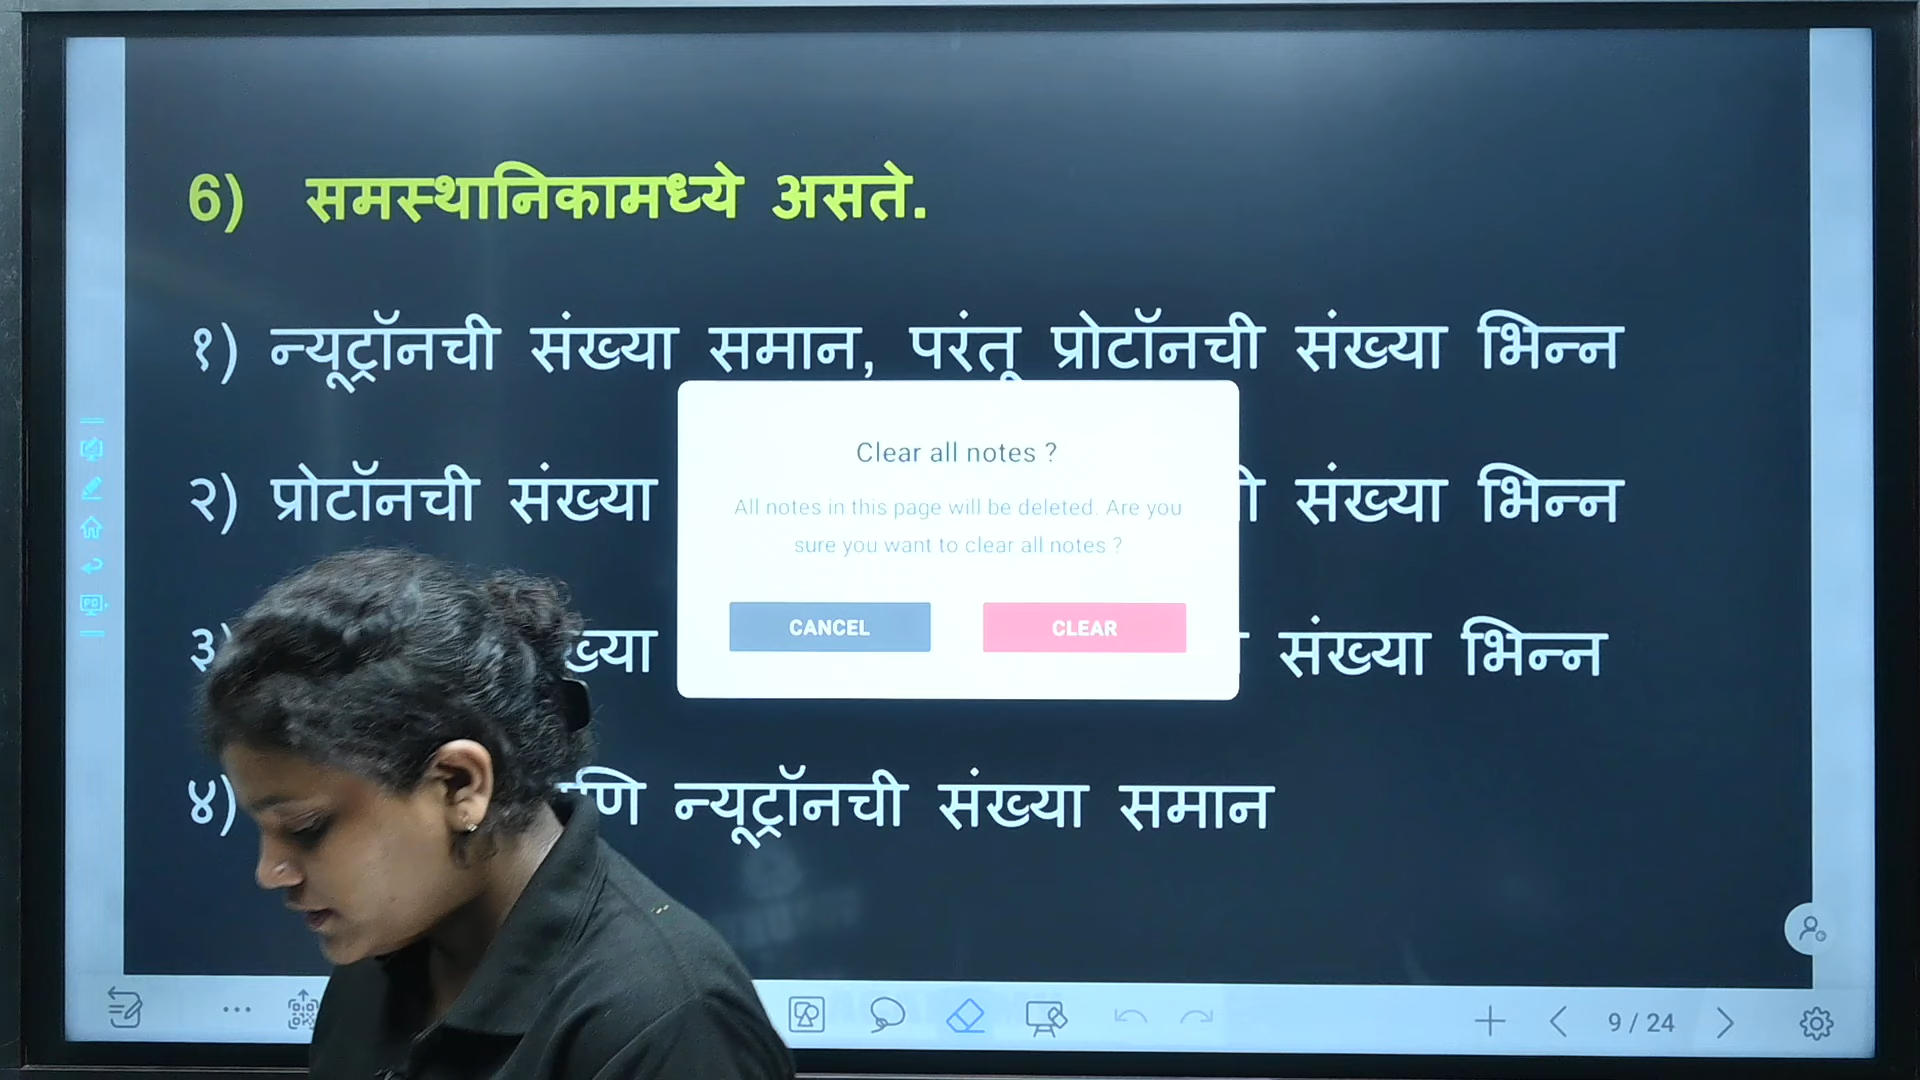 6) समस्थानिकामध्ये असते.
१) न्यूट्रॉनची संख्या समान, परंतू प्रोटॉनची संख्या भिन्न
२) प्रोटॉनची संख्या संख्या भिन्न
३) संख्या भिन्न
४) न्यूट्रॉनची संख्या समान
Clear all notes ?
All notes in this page will be deleted. Are you
sure you want to clear all notes ?
CANCEL CLEAR
9 / 24